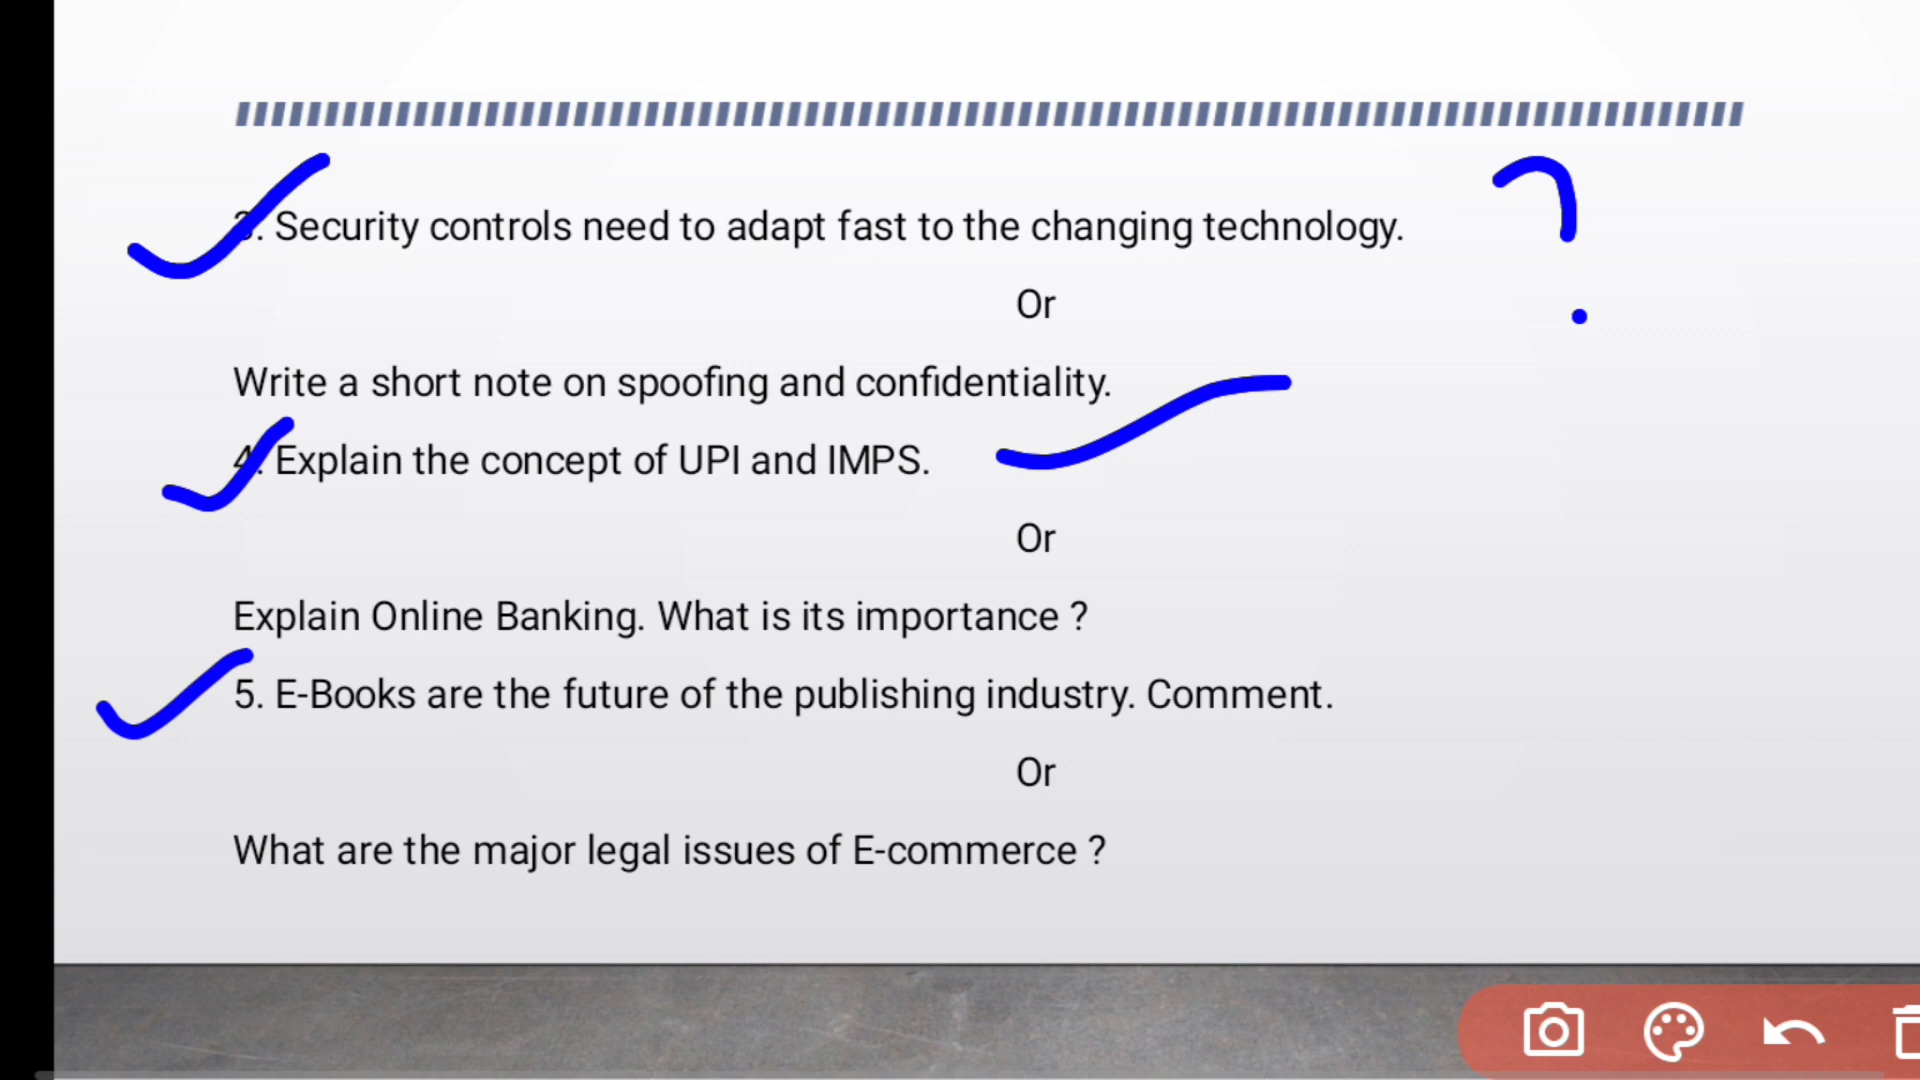 3. Security controls need to adapt fast to the changing technology.
Or
Write a short note on spoofing and confidentiality.
4. Explain the concept of UPI and IMPS.
Or
Explain Online Banking. What is its importance ?
5. E-Books are the future of the publishing industry. Comment.
Or
What are the major legal issues of E-commerce ?